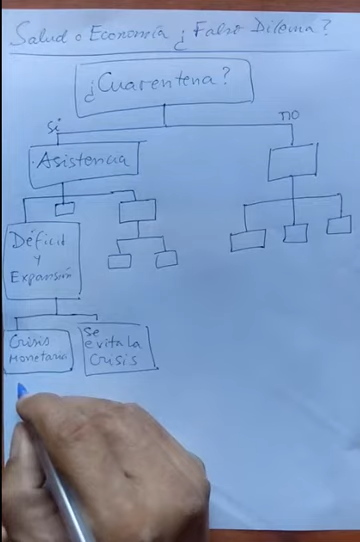 Salud o Economía ¿Falso Dilema?
¿Cuarentena?
si
no
Asistencia
Déficit
y
Expansión
Crisis
Monetaria
se
evita la
Crisis